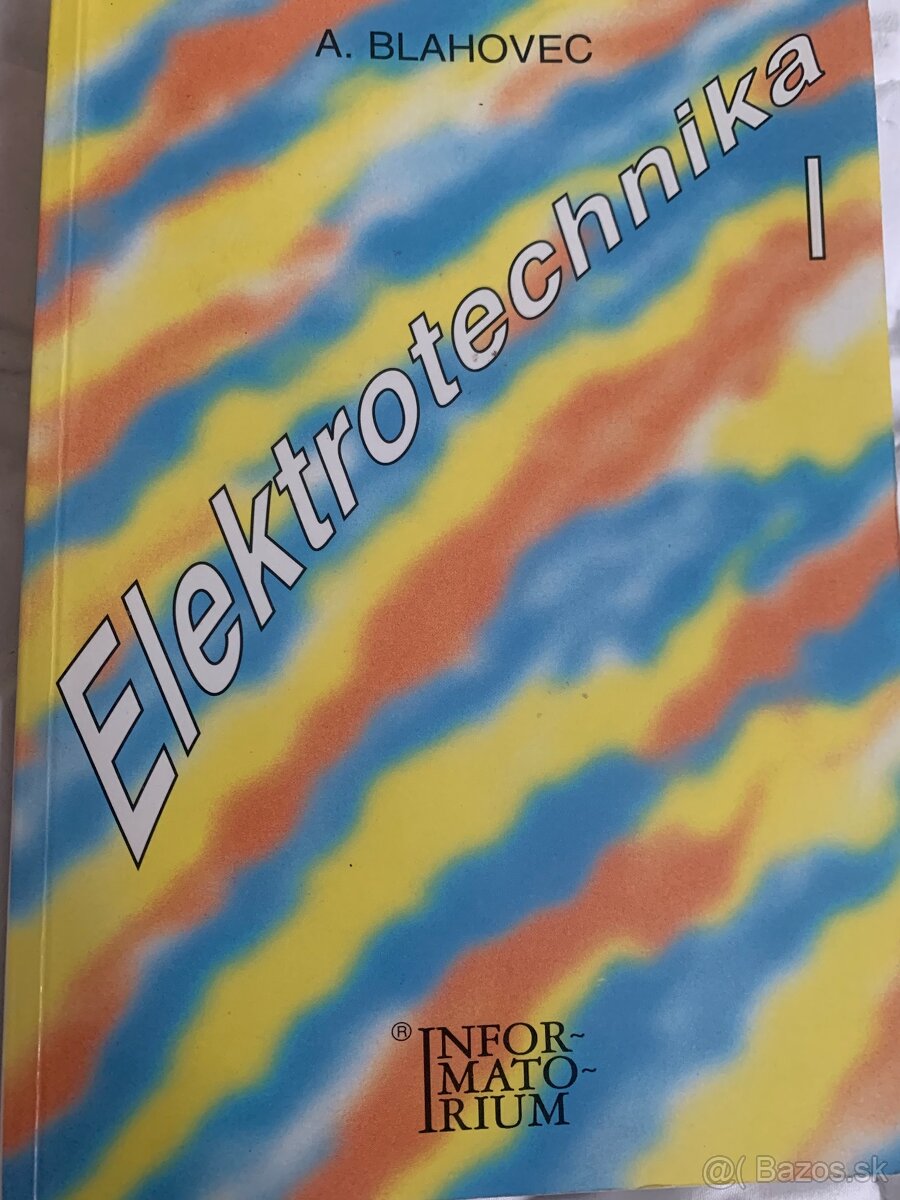 A. BLAHOVEC
Elektrotechnika
I
® INFOR~
MATO~
RIUM
@( Bazos.sk